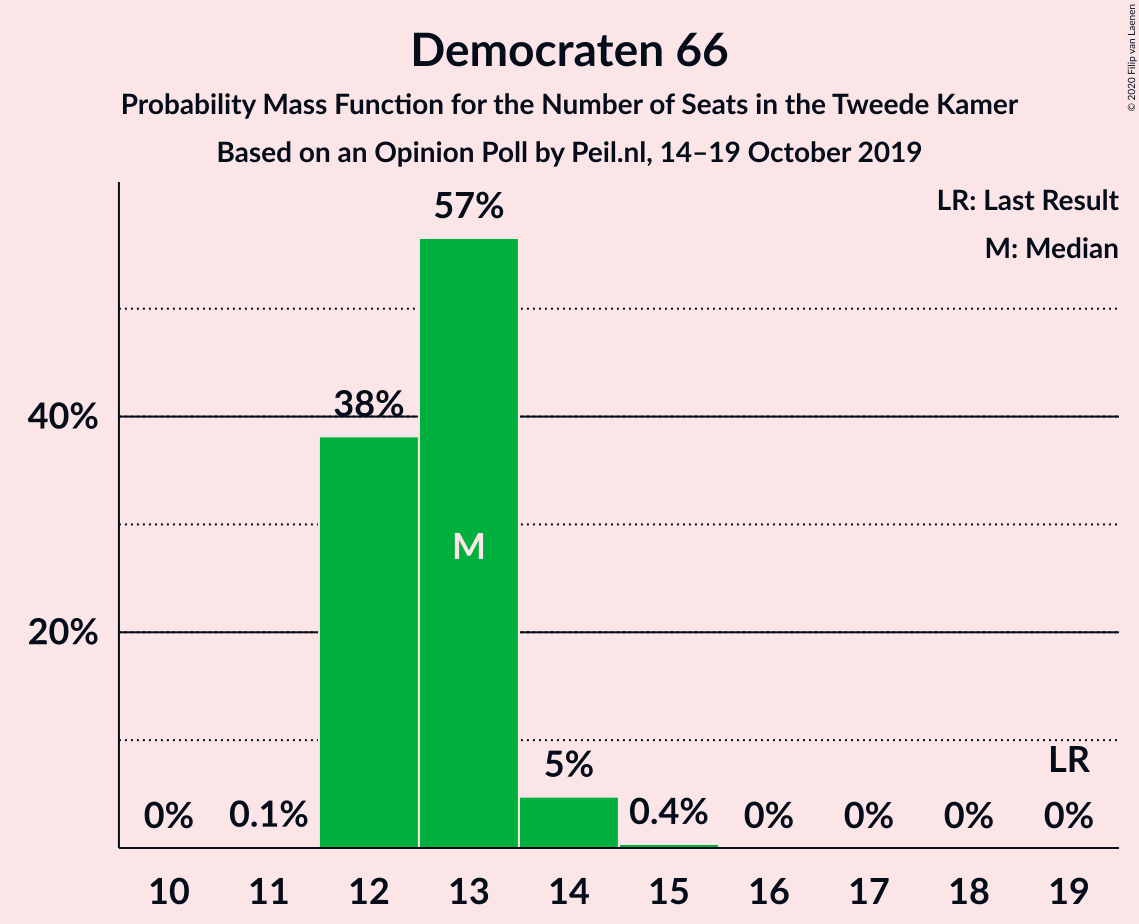 Democraten 66
Probability Mass Function for the Number of Seats in the Tweede Kamer
Based on an Opinion Poll by Peil.nl, 14–19 October 2019
© 2020 Filip van Laenen
LR: Last Result
M: Median
57%
38%
40%
M
20%
5%
LR
0%
0.1%
0.4%
0%
0%
0%
0%
10 11 12 13 14 15 16 17 18 19